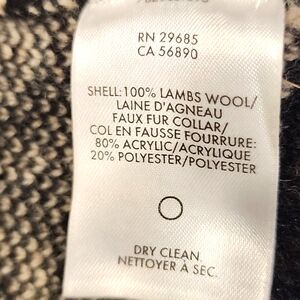 RN 29685
CA 56890
SHELL:100% LAMBS WOOL/
LAINE D'AGNEAU
FAUX FUR COLLAR/
COL EN FAUSSE FOURRURE:
80% ACRYLIC/ACRYLIQUE
20% POLYESTER/POLYESTER
DRY CLEAN.
NETTOYER À SEC.